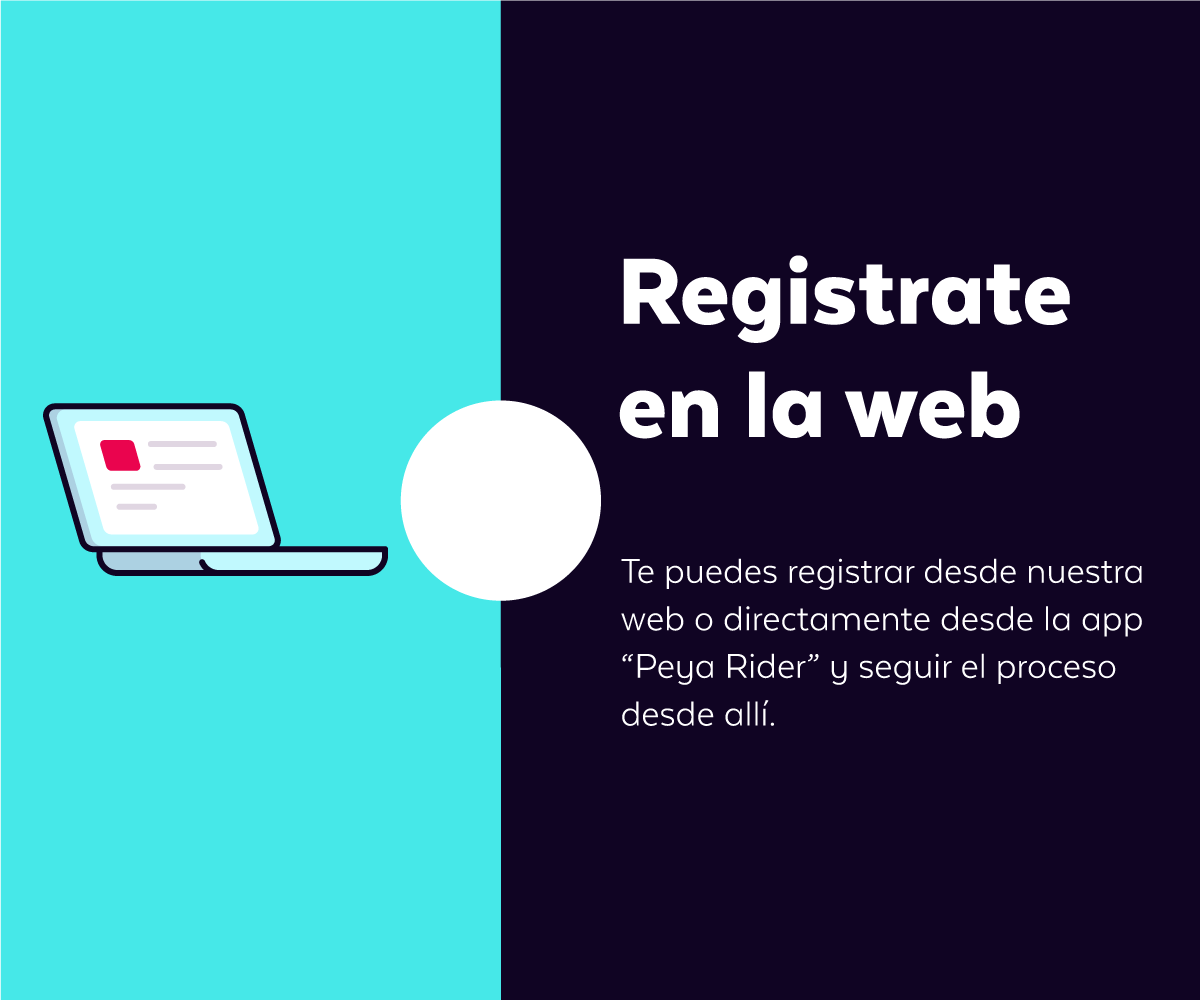 Registrate
en la web
Te puedes registrar desde nuestra
web o directamente desde la app
“Peya Rider” y seguir el proceso
desde allí.